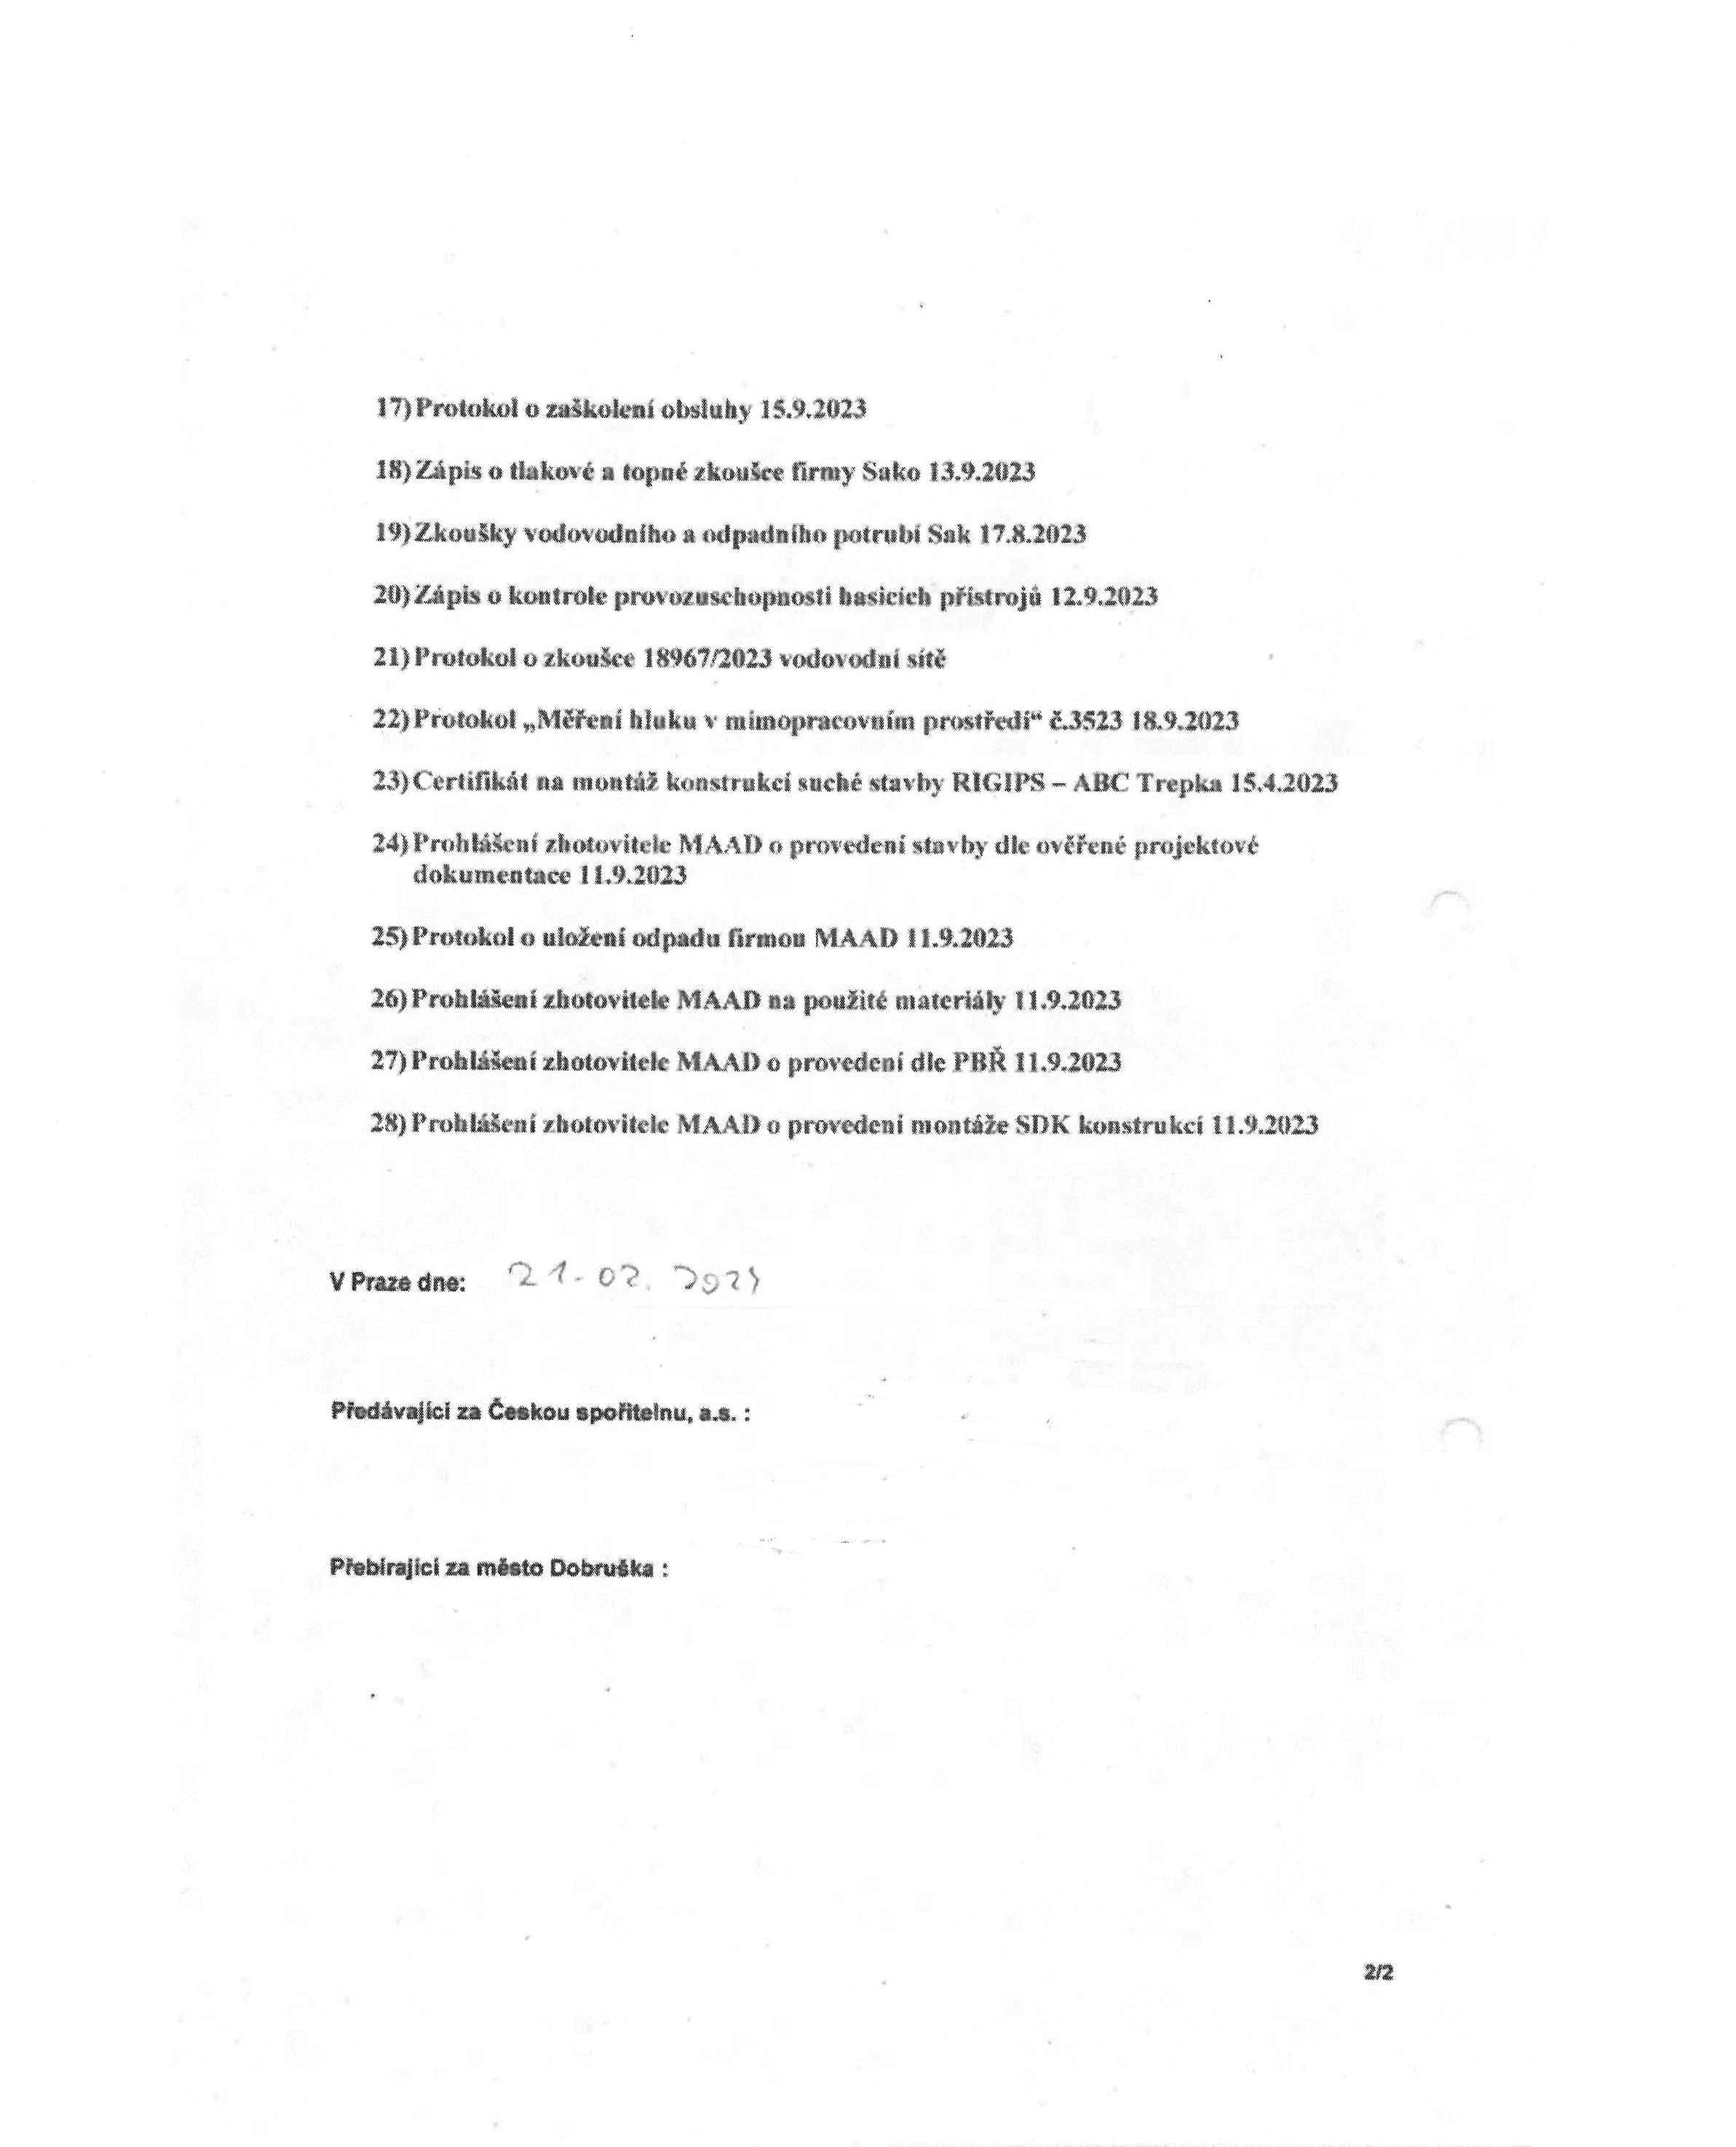 17) Protokol o zaškolení obsluhy 15.9.2023
18) Zápis o tlakové a topné zkoušce firmy Sako 13.9.2023
19) Zkoušky vodovodního a odpadního potrubí Sak 17.8.2023
20) Zápis o kontrole provozuschopnosti hasicích přístrojů 12.9.2023
21) Protokol o zkoušce 18967/2023 vodovodní sítě
22) Protokol „Měření hluku v mimopracovním prostředí“ č.3523 18.9.2023
23) Certifikát na montáž konstrukcí suché stavby RIGIPS – ABC Trepka 15.4.2023
24) Prohlášení zhotovitele MAAD o provedení stavby dle ověřené projektové
dokumentace 11.9.2023
25) Protokol o uložení odpadu firmou MAAD 11.9.2023
26) Prohlášení zhotovitele MAAD na použité materiály 11.9.2023
27) Prohlášení zhotovitele MAAD o provedení dle PBŘ 11.9.2023
28) Prohlášení zhotovitele MAAD o provedení montáže SDK konstrukcí 11.9.2023
V Praze dne: 21-02.
Předávající za Českou spořitelnu, a.s. :
Přebírající za město Dobruška :
2/2